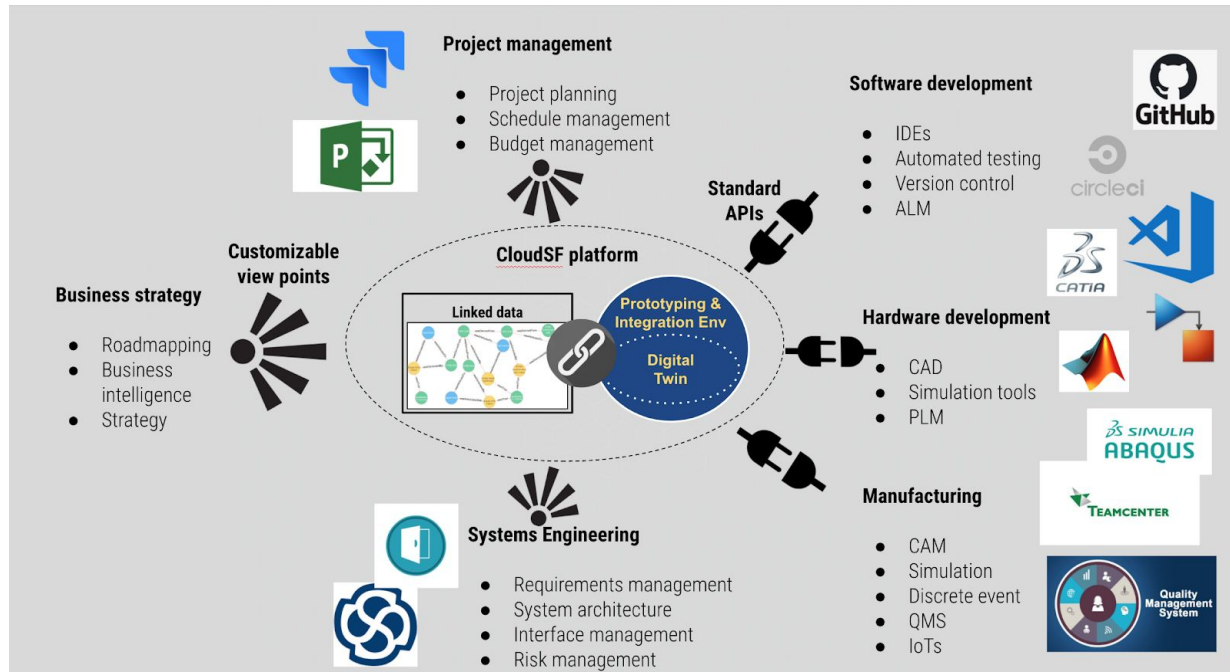 Project management
● Project planning
● Schedule management
● Budget management
P
Software development
● IDEs
● Automated testing
● Version control
● ALM
GitHub
circleci
Standard
APIs
Customizable
view points
CloudSF platform
Linked data
Prototyping &
Integration Env
Digital
Twin
Business strategy
● Roadmapping
● Business
intelligence
● Strategy
CATIA
Hardware development
● CAD
● Simulation tools
● PLM
SIMULIA
ABAQUS
TEAMCENTER
Systems Engineering
● Requirements management
● System architecture
● Interface management
● Risk management
Manufacturing
● CAM
● Simulation
● Discrete event
● QMS
● IoTs
Quality
Management
System